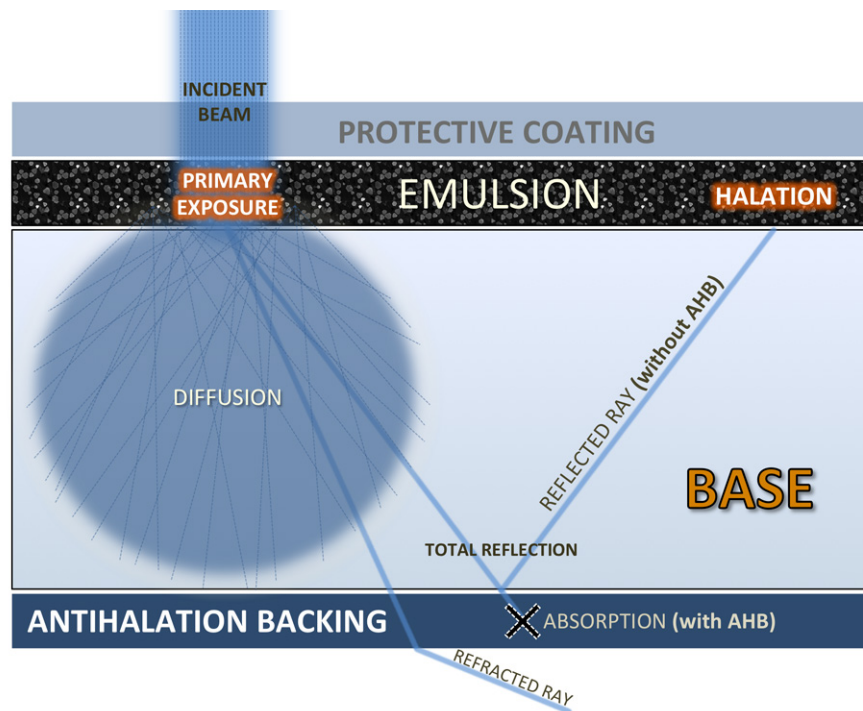 INCIDENT
BEAM
PROTECTIVE COATING
PRIMARY
EXPOSURE
EMULSION
HALATION
DIFFUSION
REFLECTED RAY (without AHB)
BASE
TOTAL REFLECTION
ANTIHALATION BACKING
ABSORPTION (with AHB)
REFRACTED RAY